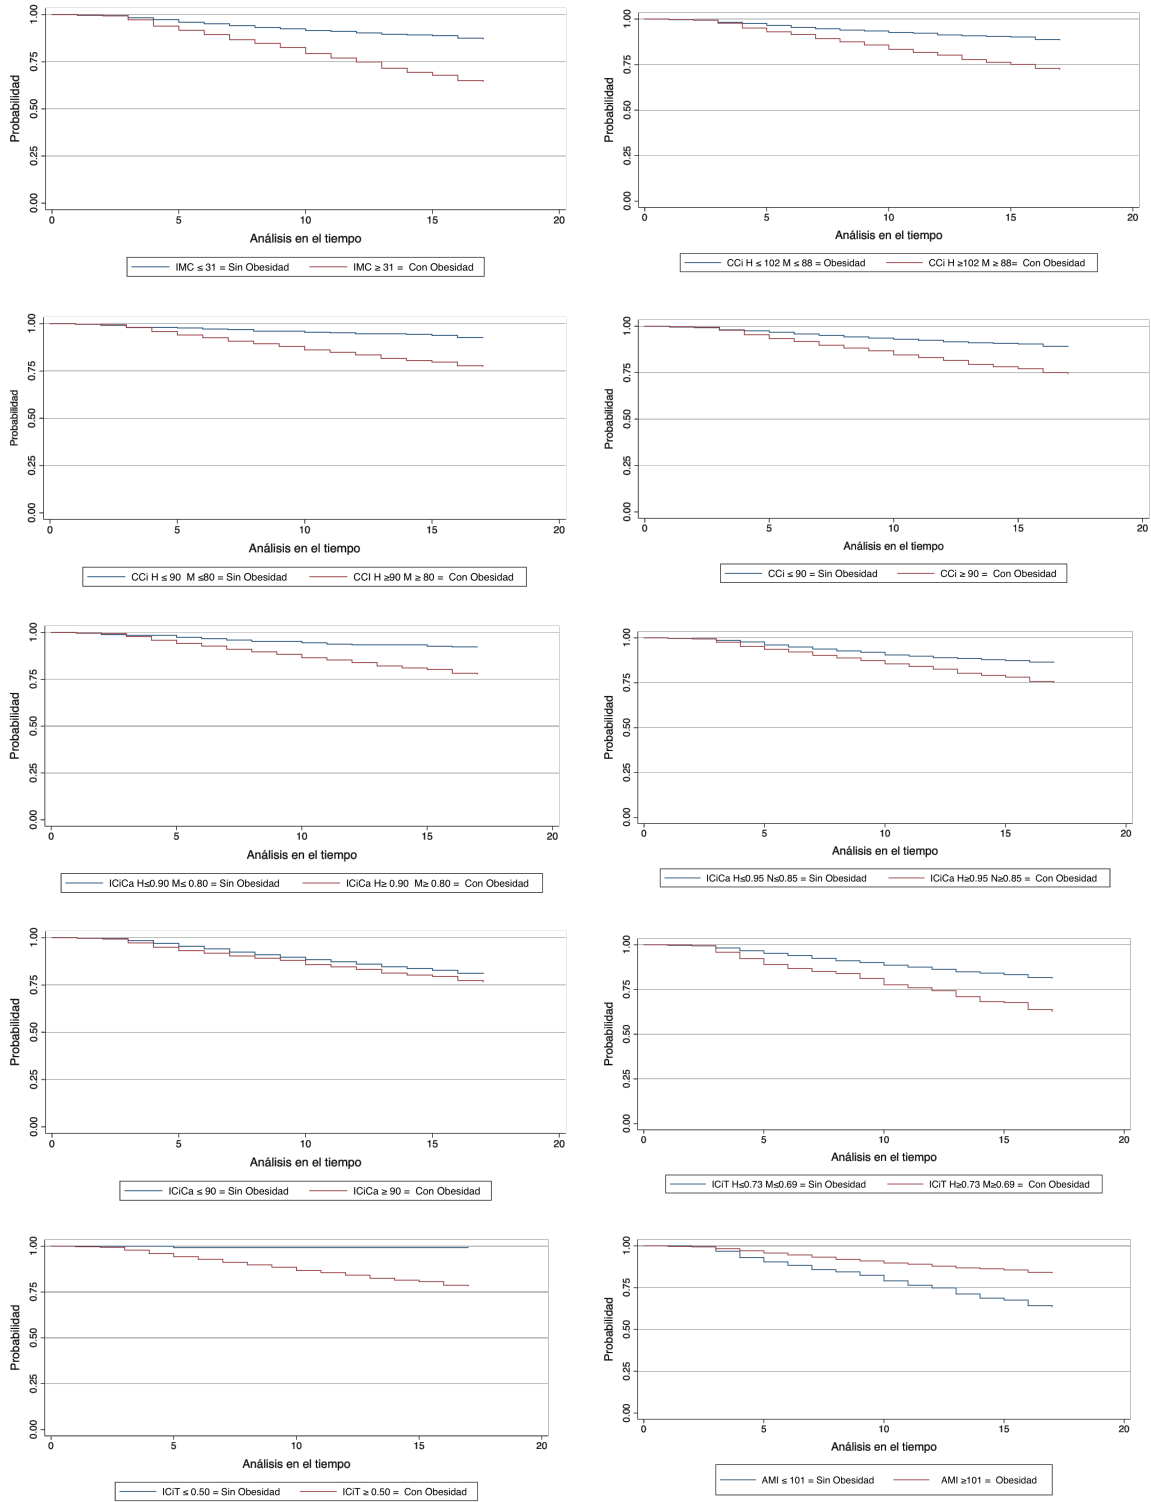 Probabilidad
1.00
0.75
0.50
0.25
0.00
0 5 10 15 20
Análisis en el tiempo
IMC ≤ 31 = Sin Obesidad IMC ≥ 31 = Con Obesidad
Probabilidad
1.00
0.75
0.50
0.25
0.00
0 5 10 15 20
Análisis en el tiempo
CCi H ≤ 102 M ≤ 88 = Obesidad CCi H ≥102 M ≥ 88= Con Obesidad
Probabilidad
1.00
0.75
0.50
0.25
0.00
0 5 10 15 20
Análisis en el tiempo
CCi H ≤ 90 M ≤80 = Sin Obesidad CCI H ≥90 M ≥ 80 = Con Obesidad
Probabilidad
1.00
0.75
0.50
0.25
0.00
0 5 10 15 20
Análisis en el tiempo
CCi ≤ 90 = Sin Obesidad CCi ≥ 90 = Con Obesidad
Probabilidad
1.00
0.75
0.50
0.25
0.00
0 5 10 15 20
Análisis en el tiempo
ICiCa H≤0.90 M≤ 0.80 = Sin Obesidad ICiCa H≥ 0.90 M≥ 0.80 = Con Obesidad
Probabilidad
1.00
0.75
0.50
0.25
0.00
0 5 10 15 20
Análisis en el tiempo
ICiCa H≤0.95 N≤0.85 = Sin Obesidad ICiCa H≥0.95 N≥0.85 = Con Obesidad
Probabilidad
1.00
0.75
0.50
0.25
0.00
0 5 10 15 20
Análisis en el tiempo
ICiCa ≤ 90 = Sin Obesidad ICiCa ≥ 90 = Con Obesidad
Probabilidad
1.00
0.75
0.50
0.25
0.00
0 5 10 15 20
Análisis en el tiempo
ICiT H≤0.73 M≤0.69 = Sin Obesidad ICiT H≥0.73 M≥0.69 = Con Obesidad
Probabilidad
1.00
0.75
0.50
0.25
0.00
0 5 10 15 20
Análisis en el tiempo
ICiT ≤ 0.50 = Sin Obesidad ICiT ≥ 0.50 = Con Obesidad
Probabilidad
1.00
0.75
0.50
0.25
0.00
0 5 10 15 20
Análisis en el tiempo
AMI ≤ 101 = Sin Obesidad AMI ≥101 = Obesidad